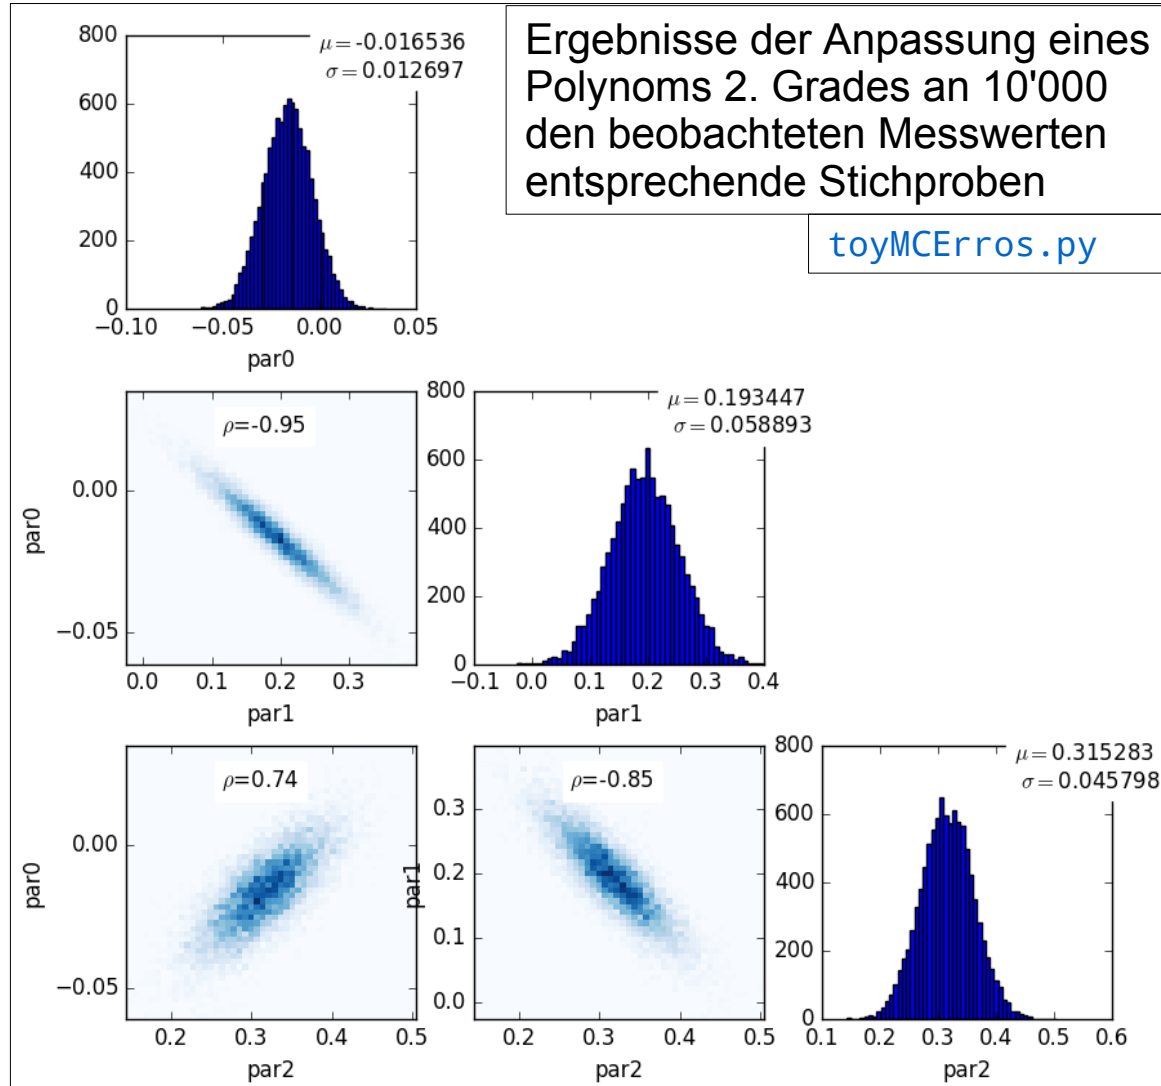 Ergebnisse der Anpassung eines
Polynoms 2. Grades an 10'000
den beobachteten Messwerten
entsprechende Stichproben
toyMCErros.py
μ=-0.016536
σ=0.012697
800
600
400
200
0
−0.10 −0.05 0.00 0.05
par0
ρ=-0.95
par0
0.00
−0.05
0.0 0.1 0.2 0.3
par1
μ=0.193447
σ=0.058893
800
600
400
200
0
−0.1 0.0 0.1 0.2 0.3 0.4
par1
ρ=0.74
par0
0.00
−0.05
0.2 0.3 0.4 0.5
par2
ρ=-0.85
par1
0.3
0.2
0.1
0.0
0.2 0.3 0.4 0.5
par2
μ=0.315283
σ=0.045798
800
600
400
200
0
0.1 0.2 0.3 0.4 0.5 0.6
par2